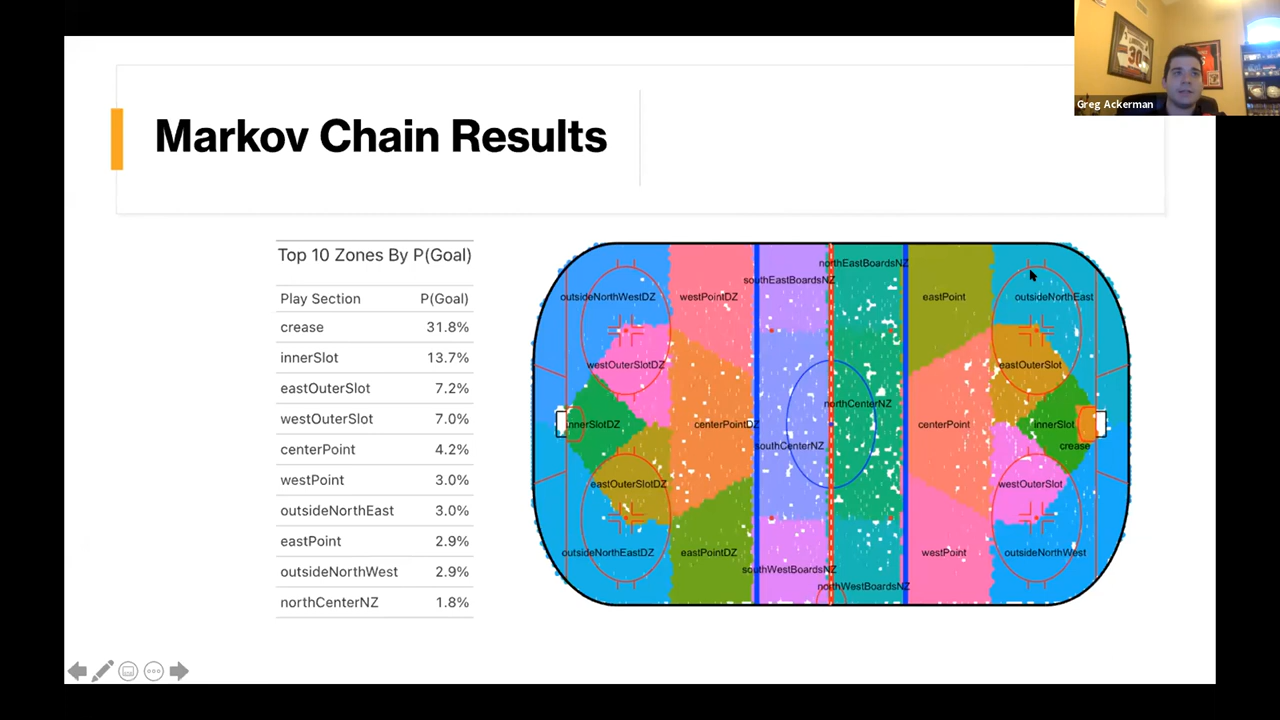 Greg Ackerman
Markov Chain Results
Top 10 Zones By P(Goal)
Play Section P(Goal)
crease 31.8%
innerSlot 13.7%
eastOuterSlot 7.2%
westOuterSlot 7.0%
centerPoint 4.2%
westPoint 3.0%
outsideNorthEast 3.0%
eastPoint 2.9%
outsideNorthWest 2.9%
northCenterNZ 1.8%
northEastBoardsNZ
southEastBoardsNZ
outsideNorthWestDZ
westPointDZ
eastPoint
outsideNorthEast
westOuterSlotDZ
eastOuterSlot
northCenterNZ
innerSlotDZ
centerPointDZ
centerPoint
innerSlot
southCenterNZ
crease
eastOuterSlotDZ
westOuterSlot
outsideNorthEastDZ
eastPointDZ
westPoint
outsideNorthWest
southWestBoardsNZ
northWestBoardsNZ
30